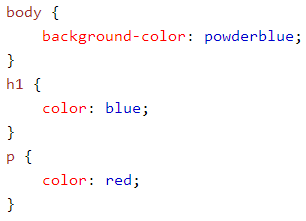 body {
    background-color: powderblue;
}
h1 {
    color: blue;
}
p {
    color: red;
}